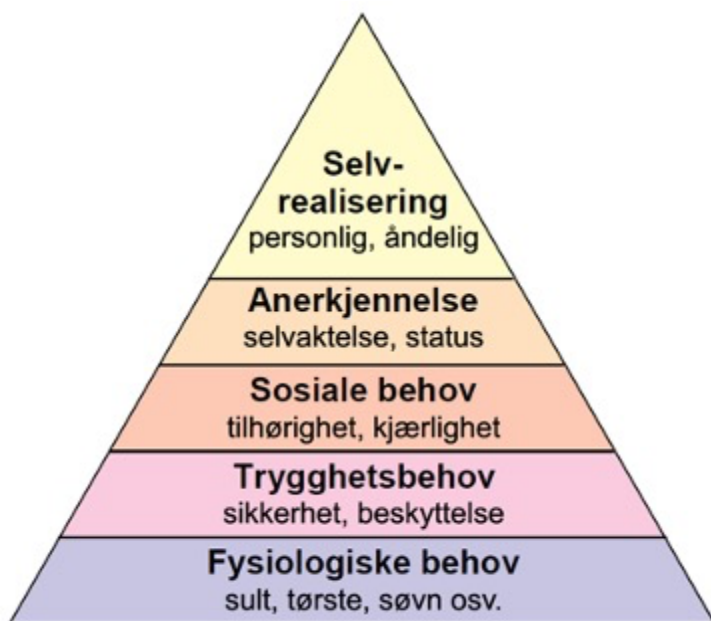 Selv-
realisering
personlig, åndelig
Anerkjennelse
selvaktelse, status
Sosiale behov
tilhørighet, kjærlighet
Trygghetsbehov
sikkerhet, beskyttelse
Fysiologiske behov
sult, tørste, søvn osv.